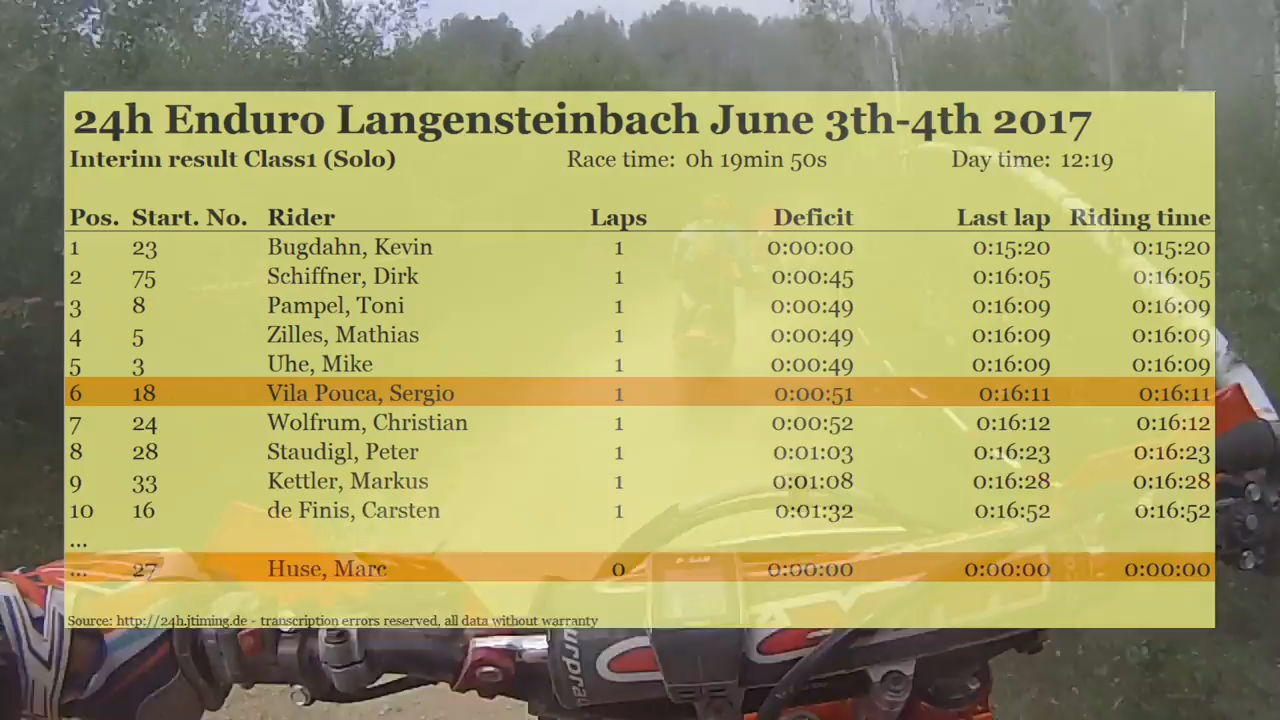 24h Enduro Langensteinbach June 3th-4th 2017
Interim result Class1 (Solo) Race time: 0h 19min 50s Day time: 12:19
Pos. Start. No. Rider Laps Deficit Last lap Riding time
1 23 Bugdahn, Kevin 1 0:00:00 0:15:20 0:15:20
2 75 Schiffner, Dirk 1 0:00:45 0:16:05 0:16:05
3 8 Pampel, Toni 1 0:00:49 0:16:09 0:16:09
4 5 Zilles, Mathias 1 0:00:49 0:16:09 0:16:09
5 3 Uhe, Mike 1 0:00:49 0:16:09 0:16:09
6 18 Vila Pouca, Sergio 1 0:00:51 0:16:11 0:16:11
7 24 Wolfrum, Christian 1 0:00:52 0:16:12 0:16:12
8 28 Staudigl, Peter 1 0:01:03 0:16:23 0:16:23
9 33 Kettler, Markus 1 0:01:08 0:16:28 0:16:28
10 16 de Finis, Carsten 1 0:01:32 0:16:52 0:16:52
...
... 27 Huse, Marc 0 0:00:00 0:00:00 0:00:00
Source: http://24h.jtiming.de - transcription errors reserved, all data without warranty